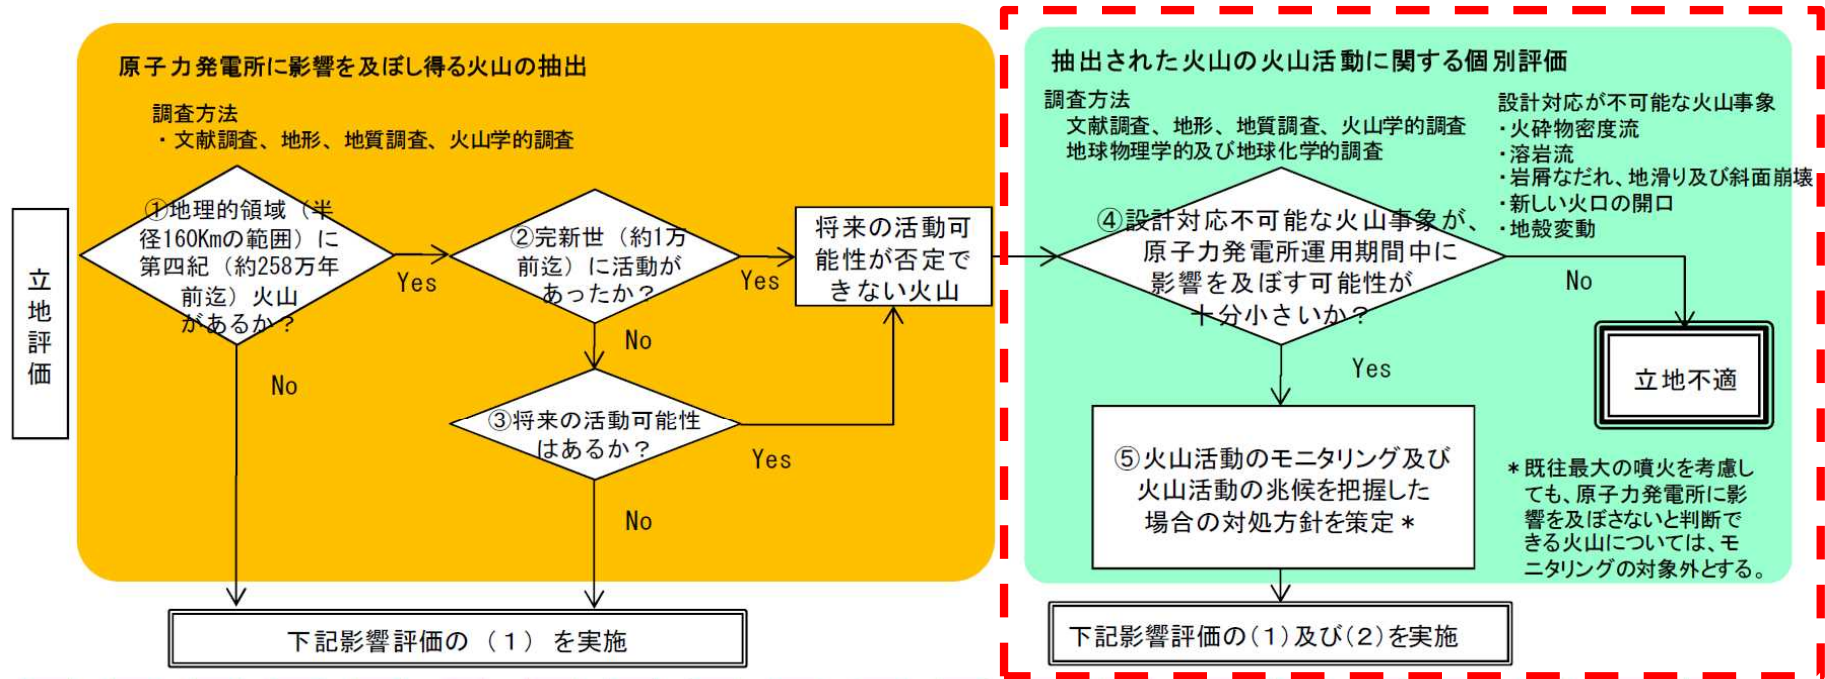 立地評価
原子力発電所に影響を及ぼし得る火山の抽出
調査方法
・文献調査、地形、地質調査、火山学的調査
①地理的領域（半
径160Kmの範囲）に
第四紀（約258万年
前迄）火山
があるか？
Yes
No
②完新世（約1万
前迄）に活動が
あったか？
Yes
No
③将来の活動可能性
はあるか？
Yes
No
将来の活動可
能性が否定で
きない火山
下記影響評価の（１）を実施
抽出された火山の火山活動に関する個別評価
調査方法
文献調査、地形、地質調査、火山学的調査
地球物理学的及び地球化学的調査
設計対応が不可能な火山事象
・火砕物密度流
・溶岩流
・岩屑なだれ、地滑り及び斜面崩壊
・新しい火口の開口
・地殻変動
④設計対応不可能な火山事象が、
原子力発電所運用期間中に
影響を及ぼす可能性が
十分小さいか？
No
Yes
立地不適
⑤火山活動のモニタリング及び
火山活動の兆候を把握した
場合の対処方針を策定＊
＊既往最大の噴火を考慮し
ても、原子力発電所に影
響を及ぼさないと判断で
きる火山については、モ
ニタリングの対象外とする。
下記影響評価の(１)及び(２)を実施